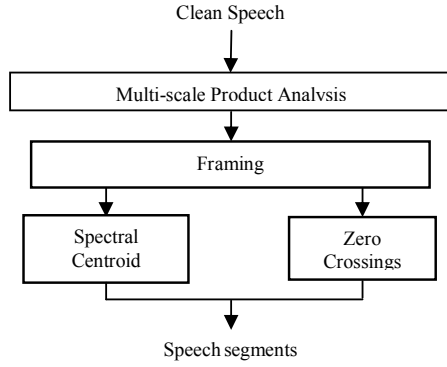 Clean Speech
Multi-scale Product Analysis
Framing
Spectral
Centroid
Zero
Crossings
Speech segments